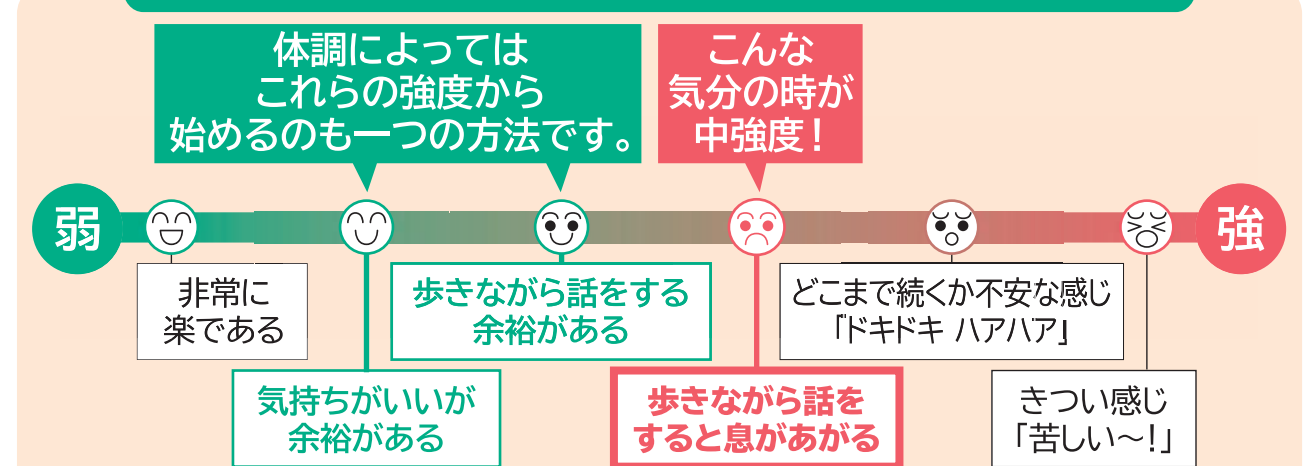 体調によっては
これらの強度から
始めるのも一つの方法です。
こんな
気分の時が
中強度！
弱
強
非常に
楽である
気持ちがいいが
余裕がある
歩きながら話をする
余裕がある
歩きながら話を
すると息があがる
どこまで続くか不安な感じ
「ドキドキ ハアハア」
きつい感じ
「苦しい～！」